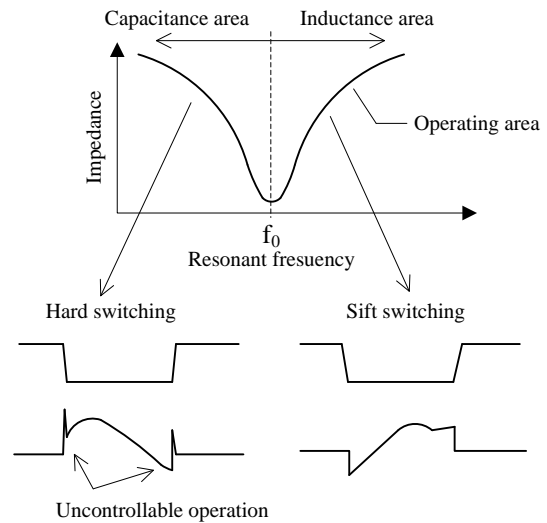 Capacitance area
Inductance area
Impedance
Operating area
f0
Resonant fresuency
Hard switching
Sift switching
Uncontrollable operation